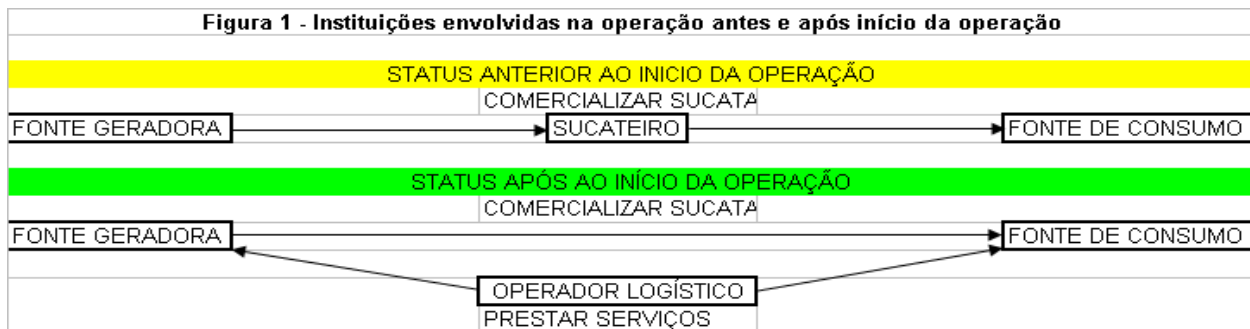 Figura 1 - Instituições envolvidas na operação antes e após início da operação
STATUS ANTERIOR AO INICIO DA OPERAÇÃO
COMERCIALIZAR SUCATA
FONTE GERADORA SUCATEIRO FONTE DE CONSUMO
STATUS APÓS AO INÍCIO DA OPERAÇÃO
COMERCIALIZAR SUCATA
FONTE GERADORA FONTE DE CONSUMO
OPERADOR LOGÍSTICO
PRESTAR SERVIÇOS